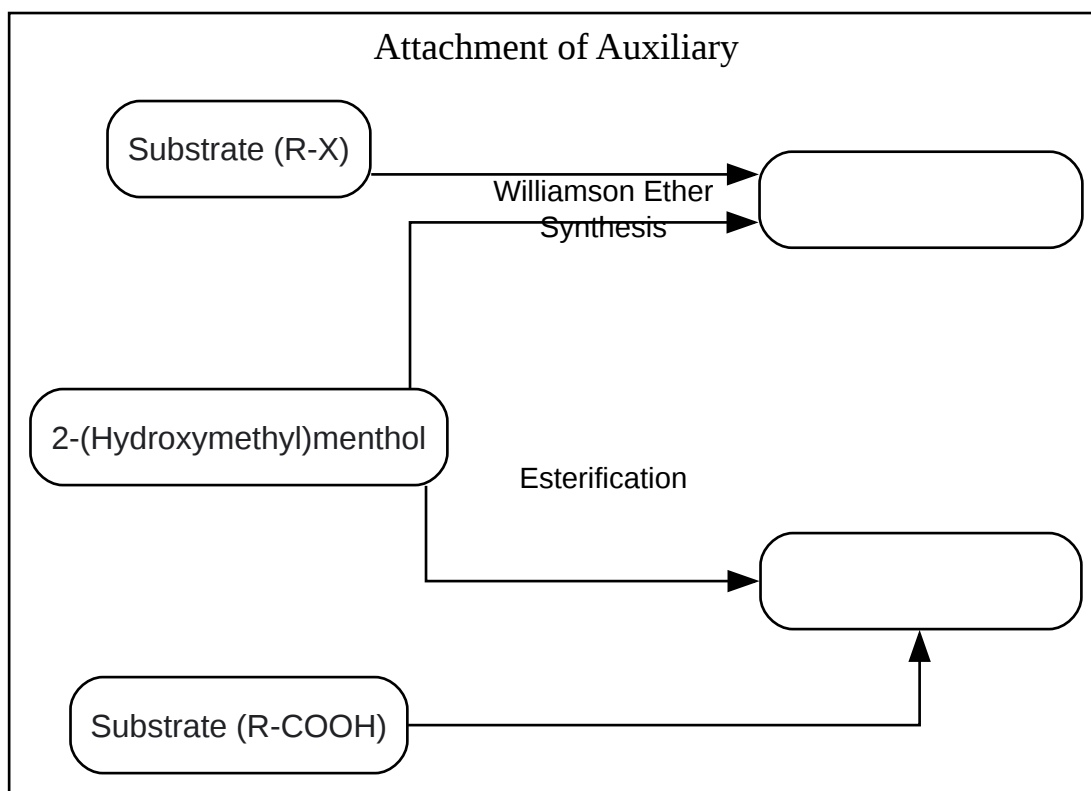 Attachment of Auxiliary
Substrate (R-X)
Williamson Ether
Synthesis
2-(Hydroxymethyl)menthol
Esterification
Substrate (R-COOH)